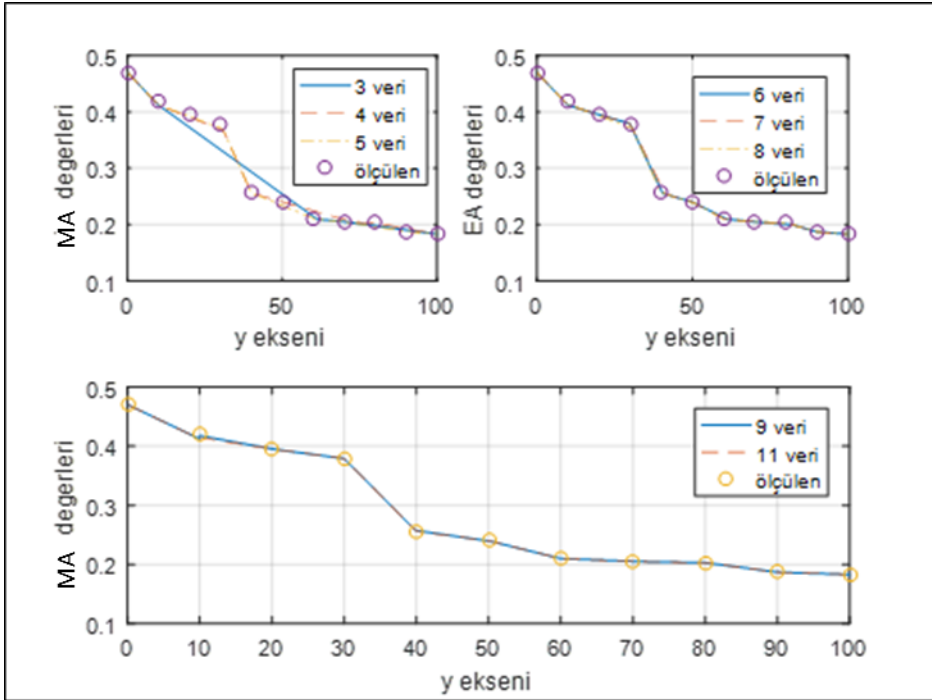 0.5
0.4
0.3
0.2
0.1
MA degerleri
0 50 100
y ekseni
3 veri
4 veri
5 veri
ölçülen
0.5
0.4
0.3
0.2
0.1
EA degerleri
0 50 100
y ekseni
6 veri
7 veri
8 veri
ölçülen
0.5
0.4
0.3
0.2
0.1
MA degerleri
0 10 20 30 40 50 60 70 80 90 100
y ekseni
9 veri
11 veri
ölçülen